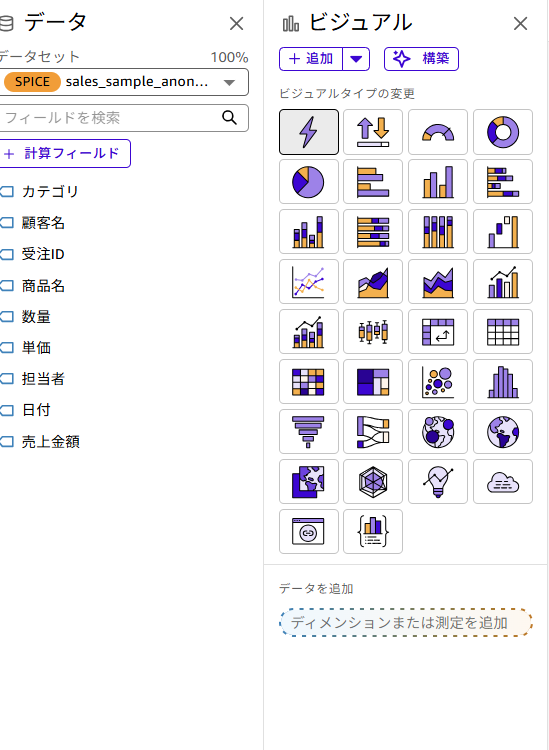 データ
データセット 100%
SPICE sales_sample_anon...
フィールドを検索
+ 計算フィールド
カテゴリ
顧客名
受注ID
商品名
数量
単価
担当者
日付
売上金額
ビジュアル
+ 追加
構築
ビジュアルタイプの変更
データを追加
ディメンションまたは測定を追加